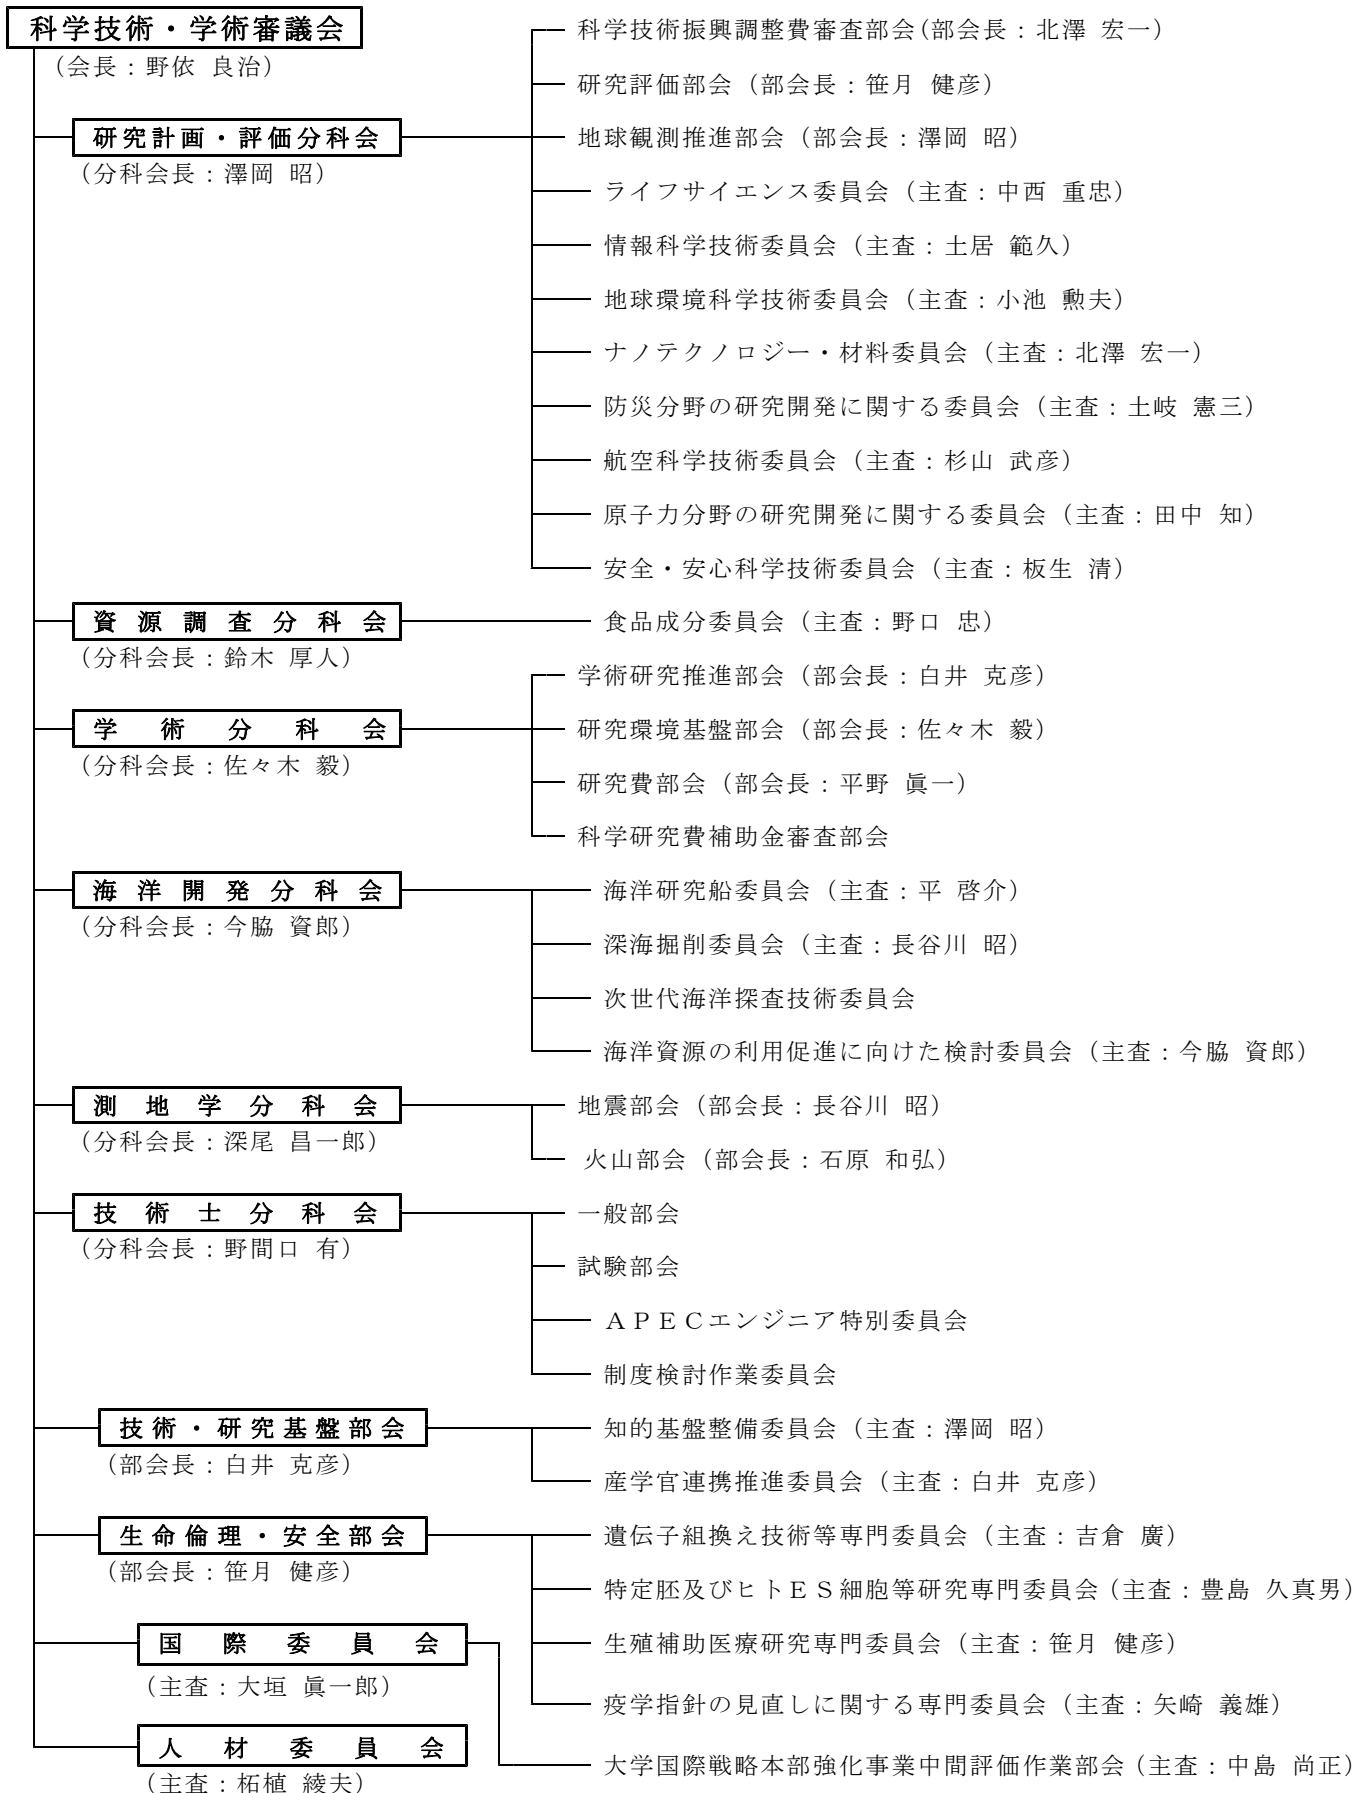 科学技術・学術審議会
（会長：野依 良治）
科学技術振興調整費審査部会（部会長：北澤 宏一）
研究評価部会（部会長：笹月 健彦）
研究計画・評価分科会
（分科会長：澤岡 昭）
地球観測推進部会（部会長：澤岡 昭）
ライフサイエンス委員会（主査：中西 重忠）
情報科学技術委員会（主査：土居 範久）
地球環境科学技術委員会（主査：小池 勲夫）
ナノテクノロジー・材料委員会（主査：北澤 宏一）
防災分野の研究開発に関する委員会（主査：土岐 憲三）
航空科学技術委員会（主査：杉山 武彦）
原子力分野の研究開発に関する委員会（主査：田中 知）
安全・安心科学技術委員会（主査：板生 清）
資源調査分科会
（分科会長：鈴木 厚人）
食品成分委員会（主査：野口 忠）
学術研究推進部会（部会長：白井 克彦）
学術分科会
（分科会長：佐々木 毅）
研究環境基盤部会（部会長：佐々木 毅）
研究費部会（部会長：平野 眞一）
科学研究費補助金審査部会
海洋開発分科会
（分科会長：今脇 資郎）
海洋研究船委員会（主査：平 啓介）
深海掘削委員会（主査：長谷川 昭）
次世代海洋探査技術委員会
海洋資源の利用促進に向けた検討委員会（主査：今脇 資郎）
測地学分科会
（分科会長：深尾 昌一郎）
地震部会（部会長：長谷川 昭）
火山部会（部会長：石原 和弘）
技術士分科会
（分科会長：野間口 有）
一般部会
試験部会
ＡＰＥＣエンジニア特別委員会
制度検討作業委員会
技術・研究基盤部会
（部会長：白井 克彦）
知的基盤整備委員会（主査：澤岡 昭）
産学官連携推進委員会（主査：白井 克彦）
生命倫理・安全部会
（部会長：笹月 健彦）
遺伝子組換え技術等専門委員会（主査：吉倉 廣）
特定胚及びヒトＥＳ細胞等研究専門委員会（主査：豊島 久真男）
生殖補助医療研究専門委員会（主査：笹月 健彦）
疫学指針の見直しに関する専門委員会（主査：矢崎 義雄）
国際委員会
（主査：大垣 眞一郎）
大学国際戦略本部強化事業中間評価作業部会（主査：中島 尚正）
人材委員会
（主査：柘植 綾夫）